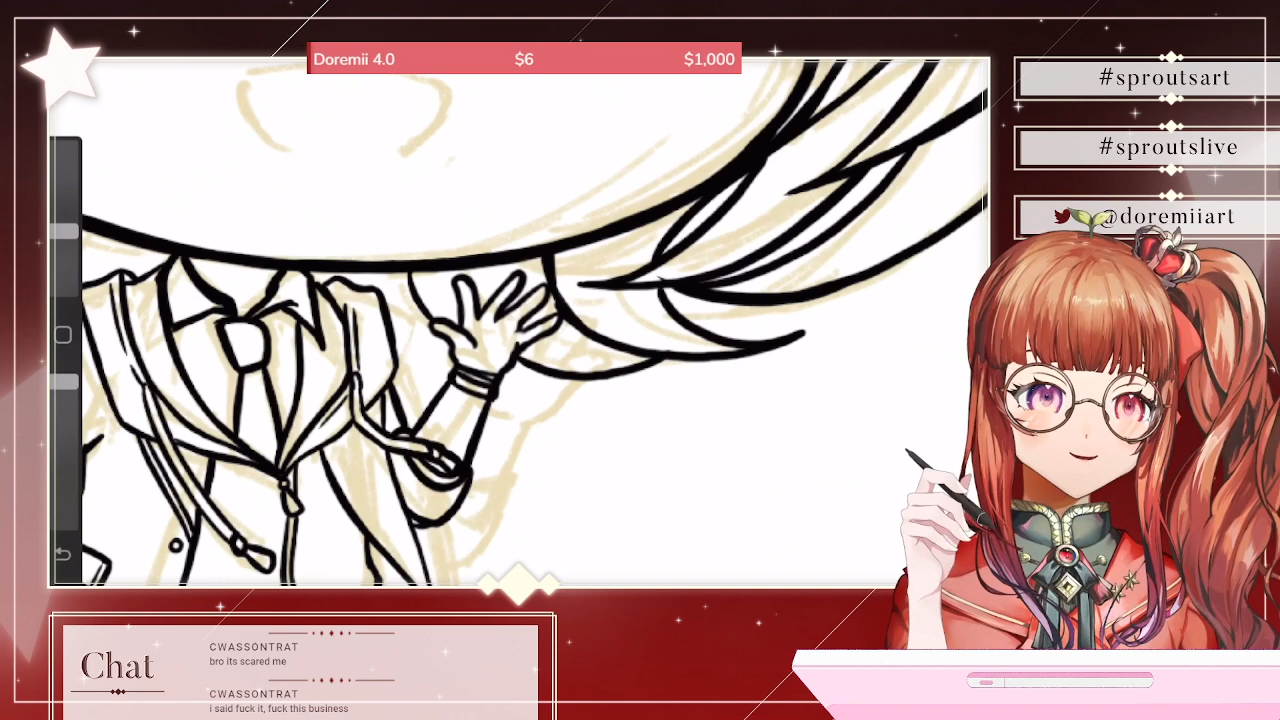 Doremii 4.0 $6 $1,000
#sproutsart
#sproutslive
@doremiiart
Chat
CWASSONTRAT
bro its scared me
CWASSONTRAT
i said fuck it, fuck this business